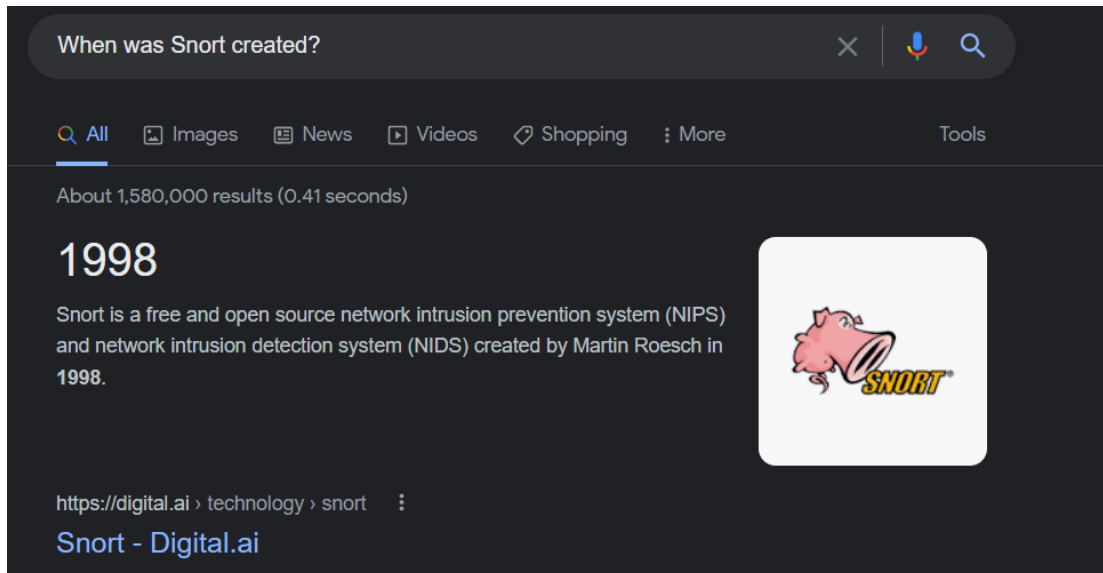 When was Snort created?
All Images News Videos Shopping More Tools
About 1,580,000 results (0.41 seconds)
1998
Snort is a free and open source network intrusion prevention system (NIPS)
and network intrusion detection system (NIDS) created by Martin Roesch in
1998.
SNORT®
https://digital.ai › technology › snort
Snort - Digital.ai